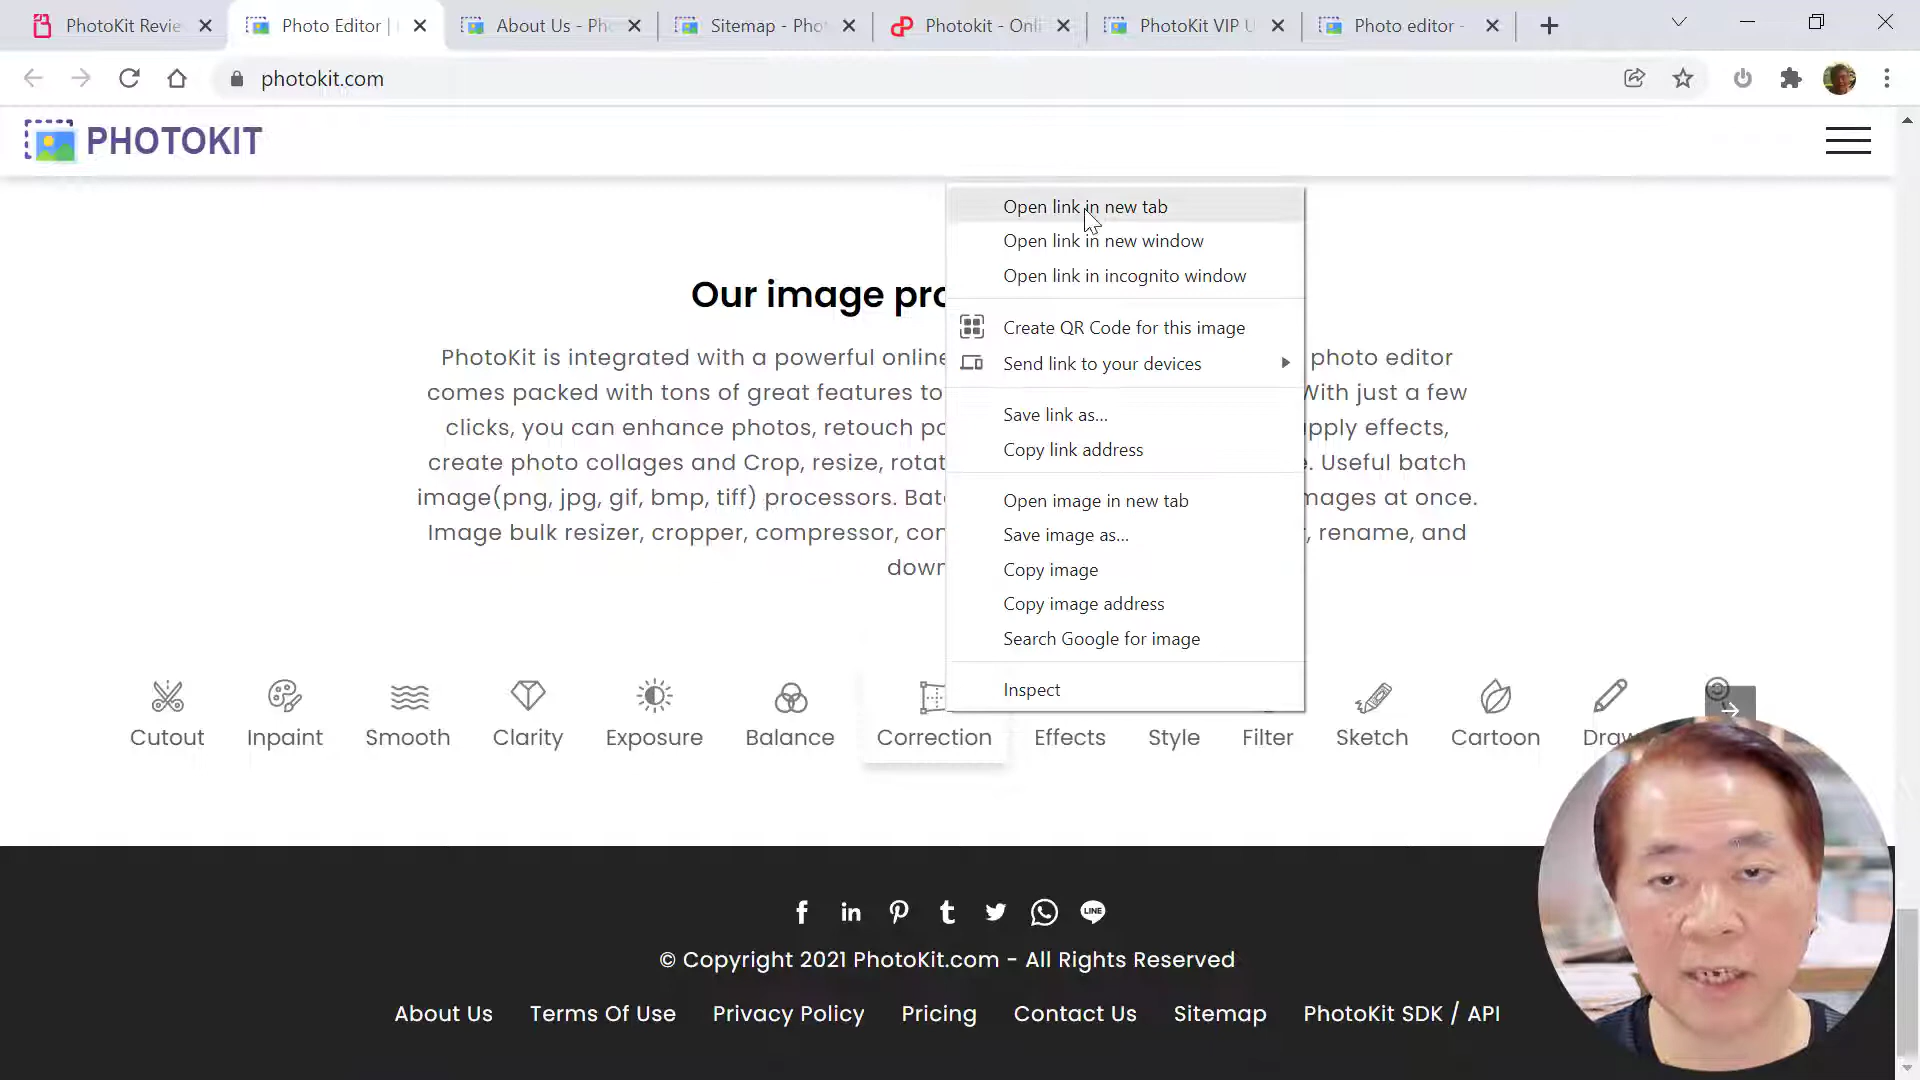 PhotoKit Revie
Photo Editor |
About Us - Pho
Sitemap - Phot
Photokit - Onli
PhotoKit VIP U
Photo editor -
photokit.com
PHOTOKIT
Open link in new tab
Open link in new window
Open link in incognito window
Create QR Code for this image
Send link to your devices
Save link as...
Copy link address
Open image in new tab
Save image as...
Copy image
Copy image address
Search Google for image
Inspect
Our image pro
PhotoKit is integrated with a powerful online photo editor
comes packed with tons of great features to With just a few
clicks, you can enhance photos, retouch po pply effects,
create photo collages and Crop, resize, rotat e. Useful batch
image(png, jpg, gif, bmp, tiff) processors. Batc mages at once.
Image bulk resizer, cropper, compressor, con r, rename, and
down
Cutout Inpaint Smooth Clarity Exposure Balance Correction Effects Style Filter Sketch Cartoon Draw
LINE
© Copyright 2021 PhotoKit.com - All Rights Reserved
About Us Terms Of Use Privacy Policy Pricing Contact Us Sitemap PhotoKit SDK / API